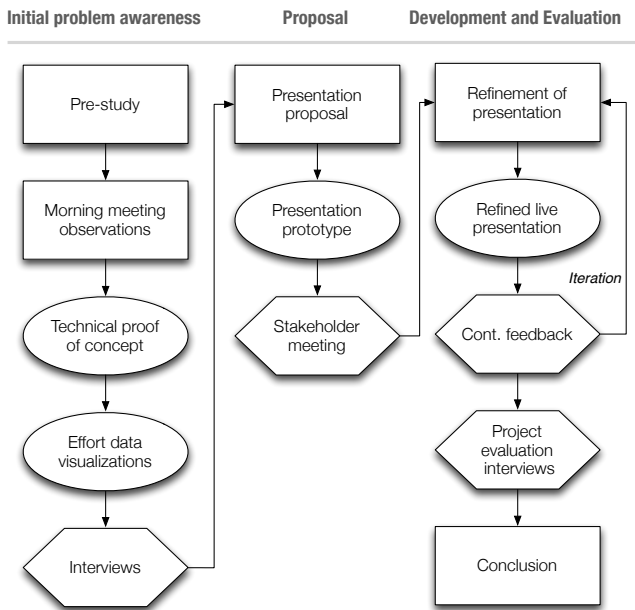 Initial problem awareness
Proposal
Development and Evaluation
Pre-study
Morning meeting
observations
Technical proof
of concept
Effort data
visualizations
Interviews
Presentation
proposal
Presentation
prototype
Stakeholder
meeting
Refinement of
presentation
Refined live
presentation
Iteration
Cont. feedback
Project
evaluation
interviews
Conclusion